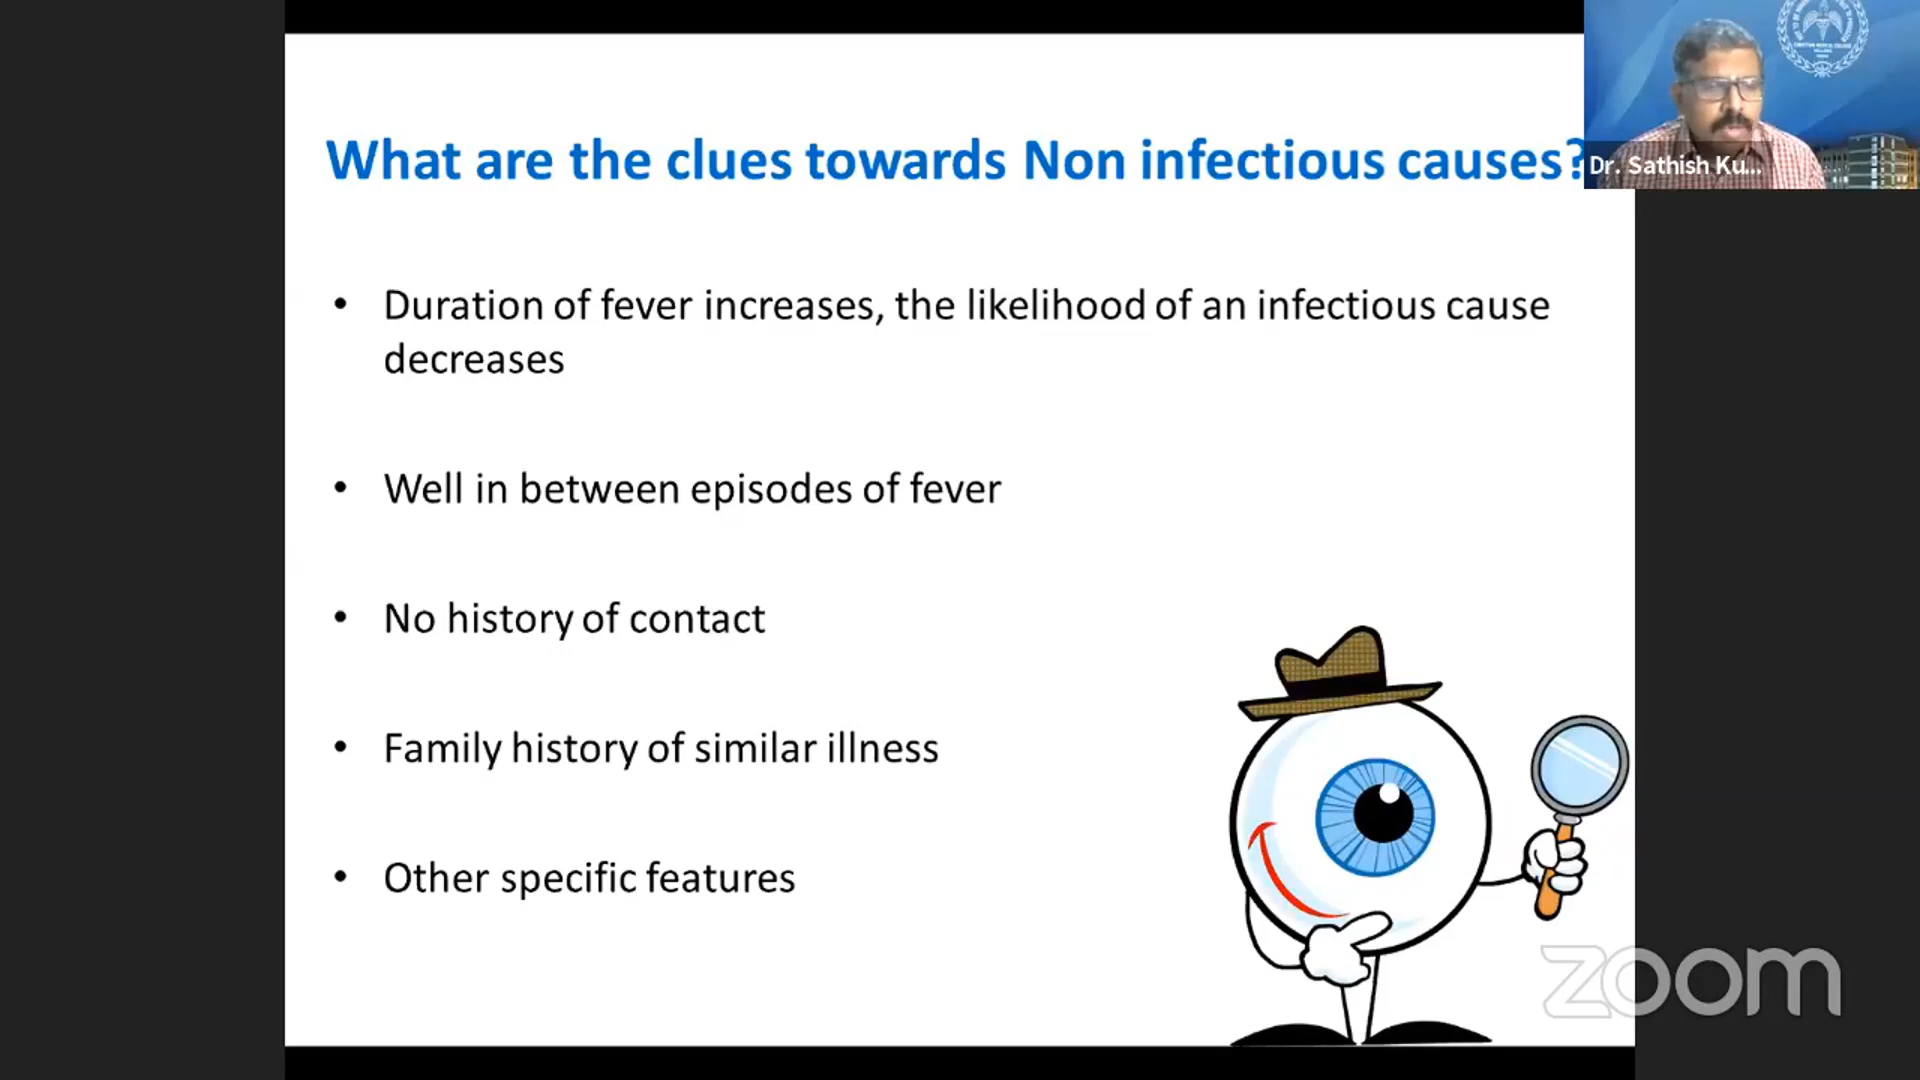 What are the clues towards Non infectious causes?
Dr. Sathish Ku...
• Duration of fever increases, the likelihood of an infectious cause
decreases
• Well in between episodes of fever
• No history of contact
• Family history of similar illness
• Other specific features
zoom